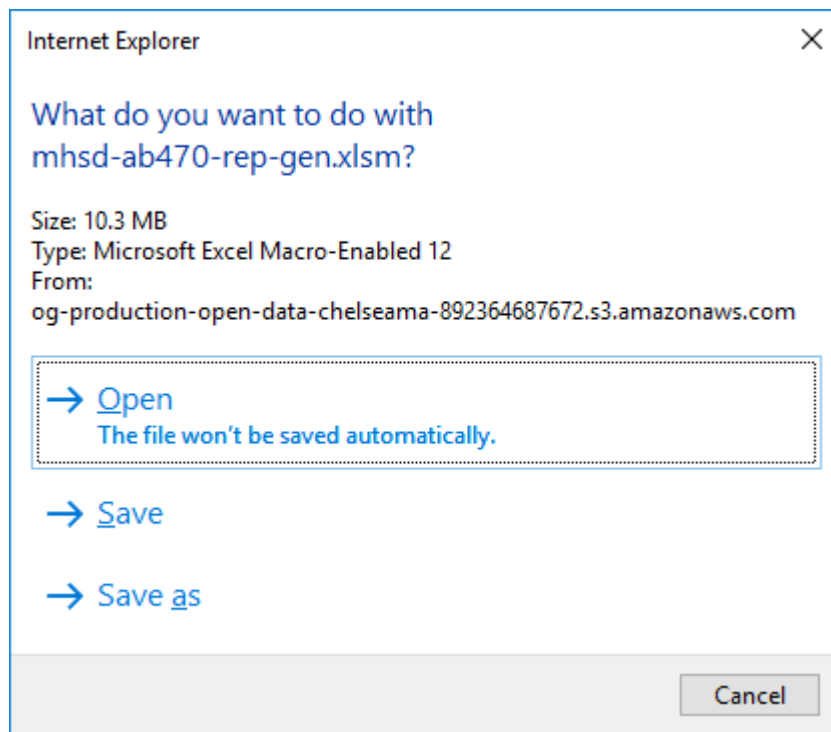 Internet Explorer
What do you want to do with
mhsd-ab470-rep-gen.xlsm?
Size: 10.3 MB
Type: Microsoft Excel Macro-Enabled 12
From:
og-production-open-data-chelseama-892364687672.s3.amazonaws.com
Open
The file won't be saved automatically.
Save
Save as
Cancel